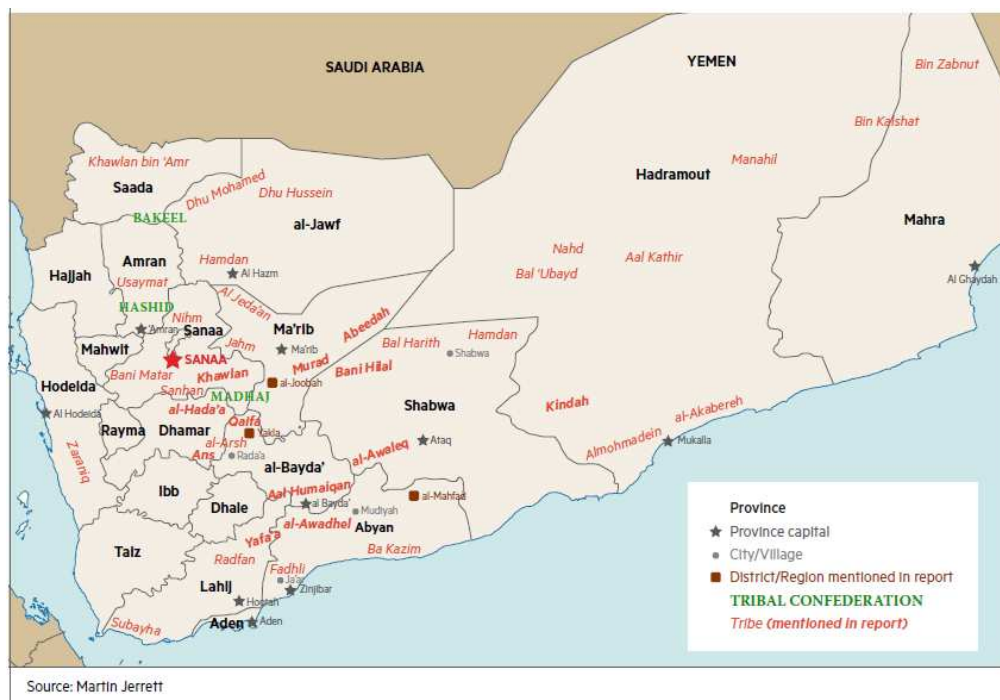 SAUDI ARABIA
YEMEN
Bin Zabnut
Bin Kalshat
Khawlan bin 'Amr
Manahil
Saada
Dhu Mohamed
Dhu Hussein
Hadramout
BAKEEL
al-Jawf
Mahra
Amran
Hamdan
Nahd
Aal Kathir
Hajjah
Al Hazm
Bal 'Ubayd
Al Ghaydah
Usaymat
Al Jeda'an
HASHID
Nihm
Abeedah
'Amran
Sanaa
Ma'rib
Hamdan
Mahwit
Jahm
Ma'rib
Bal Harith
Shabwa
SANAA
Murad
Bani Hilal
Bani Matar
Khawlan
al-Joobah
Hodeida
Sanhan
MADHAJ
Shabwa
Kindah
Al Hodeida
al-Hada'a
al-Akabereh
Rayma
Dhamar
Qaifa
Yakla
Almohmadein
Mukalla
Zaraniq
al-Arsh
Ans
Rada'a
al-Bayda'
al-Awaleq
Ataq
Ibb
Aal Humaiqan
al-Mahfad
Dhale
al Bayda'
Mudiyah
al-Awadhel
Abyan
Taiz
Yafa'a
Radfan
Ba Kazim
Fadhli
Ja'ar
Lahij
Zinjibar
Hootah
Subayha
Aden
Aden
Province
Province capital
City/Village
District/Region mentioned in report
TRIBAL CONFEDERATION
Tribe (mentioned in report)
Source: Martin Jerrett